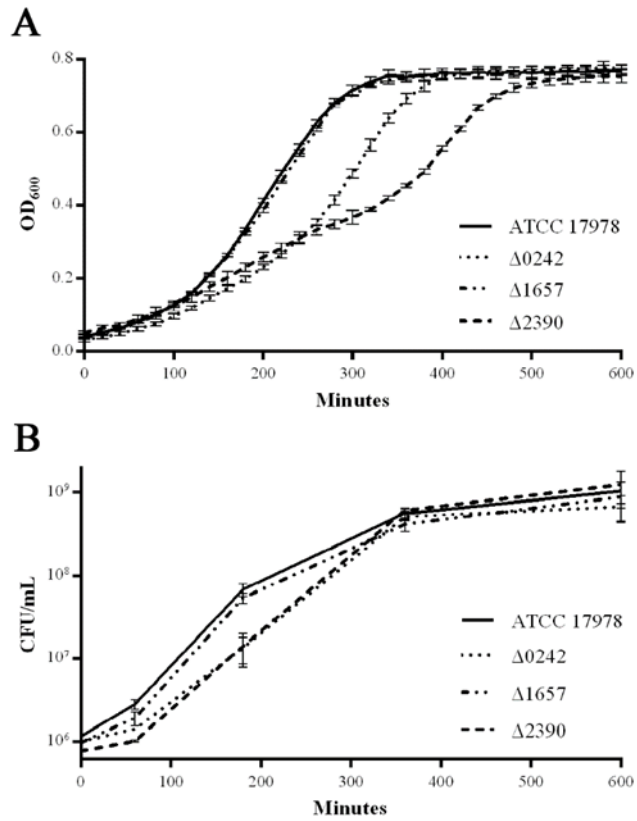 A
0.8
0.6
OD600
0.4
0.2
0.0
ATCC 17978
Δ0242
Δ1657
Δ2390
0 100 200 300 400 500 600
Minutes
B
10⁹
10⁸
CFU/mL
10⁷
10⁶
ATCC 17978
Δ0242
Δ1657
Δ2390
0 100 200 300 400 500 600
Minutes